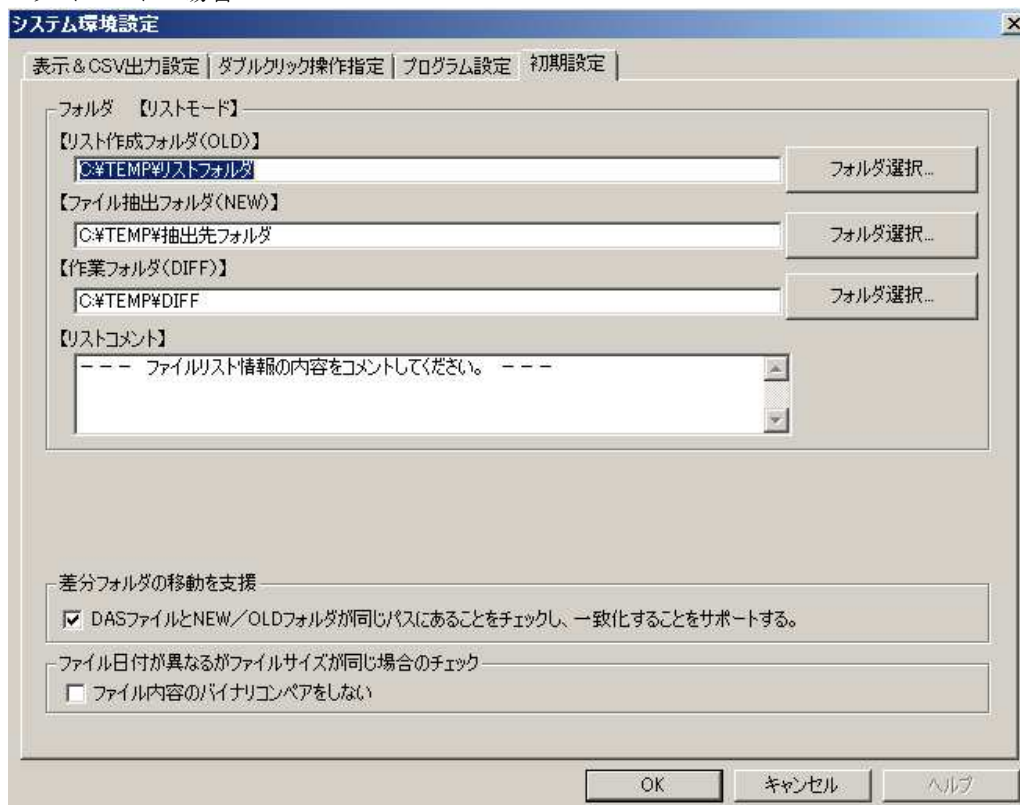 システム環境設定
表示＆CSV出力設定 ダブルクリック操作指定 プログラム設定 初期設定
フォルダ 【リストモード】
【リスト作成フォルダ(OLD)】
C:¥TEMP¥リストフォルダ フォルダ選択...
【ファイル抽出フォルダ(NEW)】
C:¥TEMP¥抽出先フォルダ フォルダ選択...
【作業フォルダ(DIFF)】
C:¥TEMP¥DIFF フォルダ選択...
【リストコメント】
－－－ ファイルリスト情報の内容をコメントしてください。 －－－
差分フォルダの移動を支援
DASファイルとNEW／OLDフォルダが同じパスにあることをチェックし、一致化することをサポートする。
ファイル日付が異なるがファイルサイズが同じ場合のチェック
ファイル内容のバイナリコンペアをしない
OK キャンセル ヘルプ